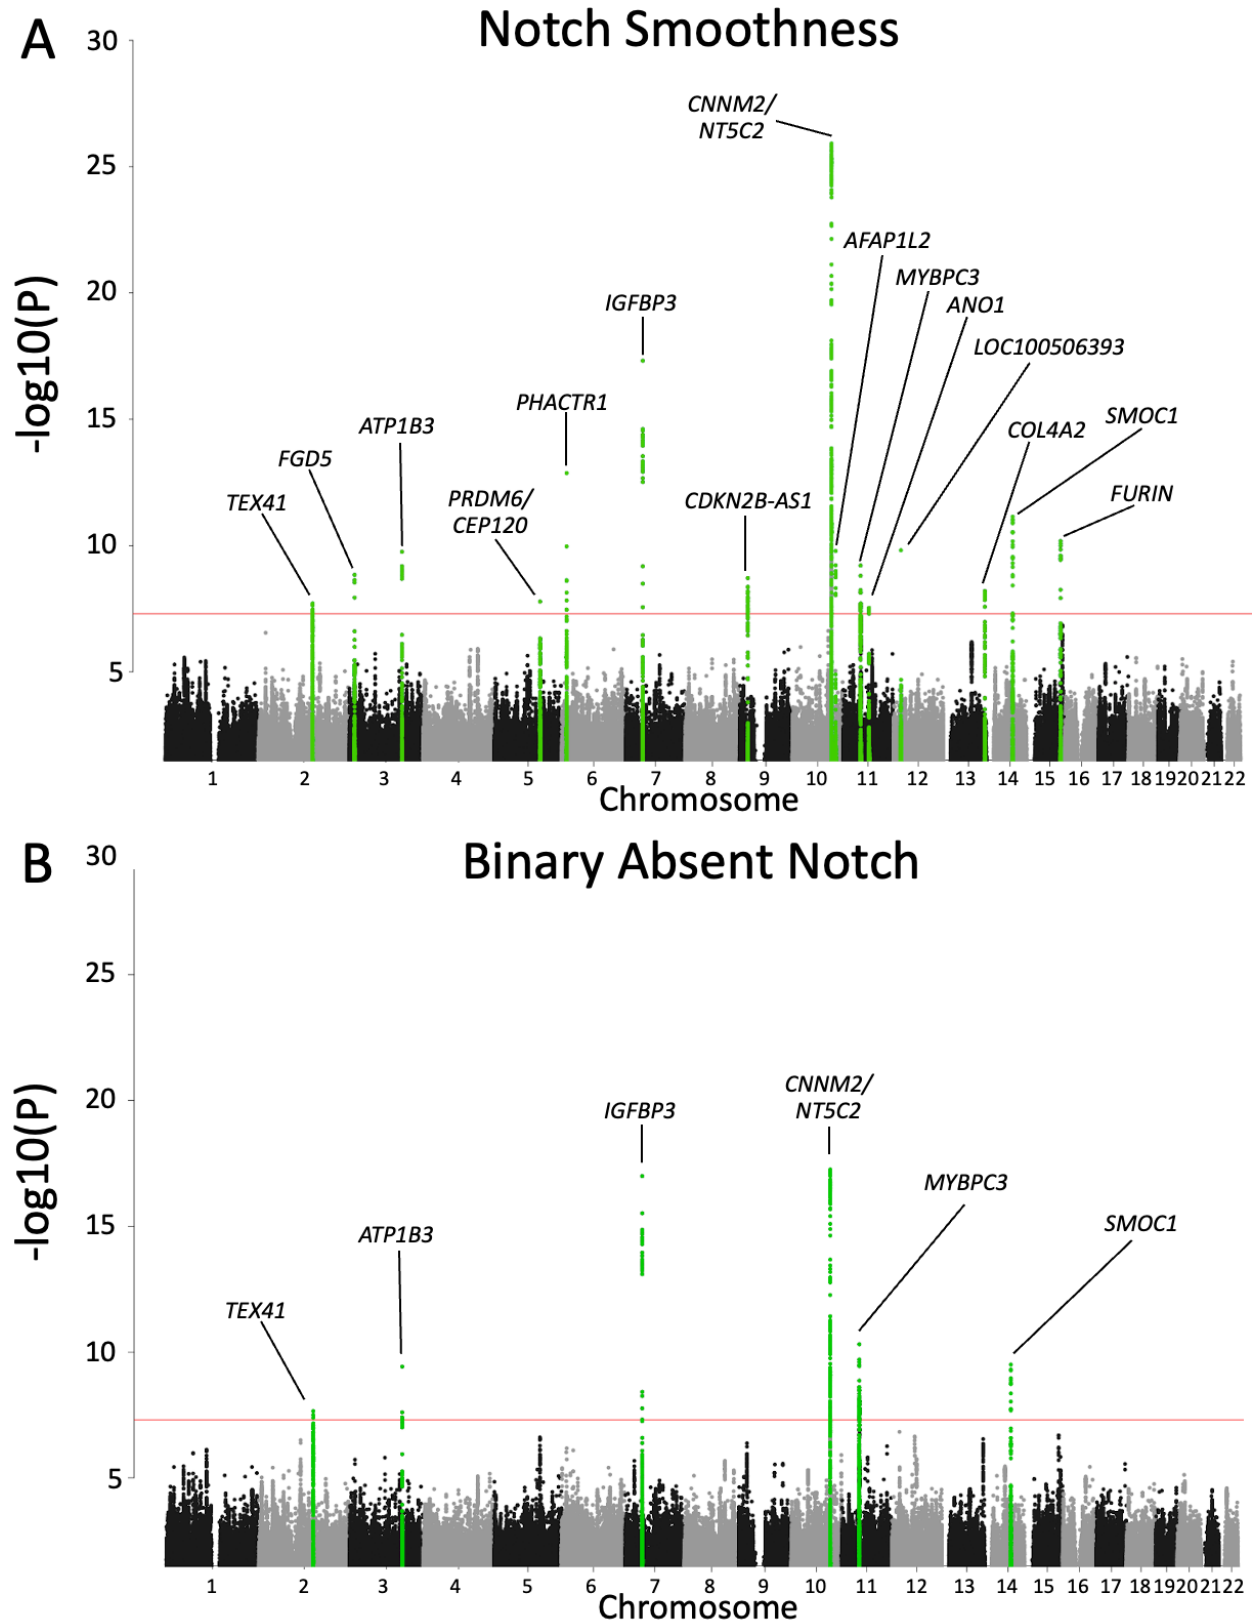 A
Notch Smoothness
30
25
20
15
10
5
-log10(P)
CNNM2/
NT5C2
AFAP1L2
MYBPC3
ANO1
LOC100506393
IGFBP3
PHACTR1
ATP1B3
FGD5
TEX41
PRDM6/
CEP120
CDKN2B-AS1
COL4A2
SMOC1
FURIN
1 2 3 4 5 6 7 8 9 10 11 12 13 14 15 16 17 18 19 20 21 22
Chromosome
B
Binary Absent Notch
30
25
20
15
10
5
-log10(P)
CNNM2/
NT5C2
IGFBP3
MYBPC3
SMOC1
ATP1B3
TEX41
1 2 3 4 5 6 7 8 9 10 11 12 13 14 15 16 17 18 19 20 21 22
Chromosome